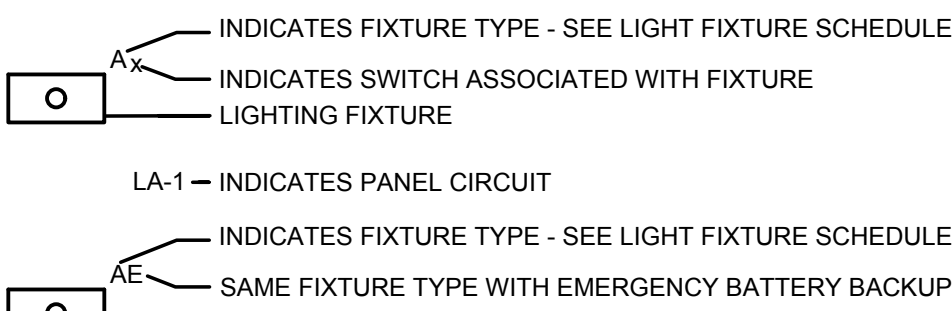 INDICATES FIXTURE TYPE - SEE LIGHT FIXTURE SCHEDULE
Ax
INDICATES SWITCH ASSOCIATED WITH FIXTURE
LIGHTING FIXTURE
LA-1 INDICATES PANEL CIRCUIT
INDICATES FIXTURE TYPE - SEE LIGHT FIXTURE SCHEDULE
AE
SAME FIXTURE TYPE WITH EMERGENCY BATTERY BACKUP